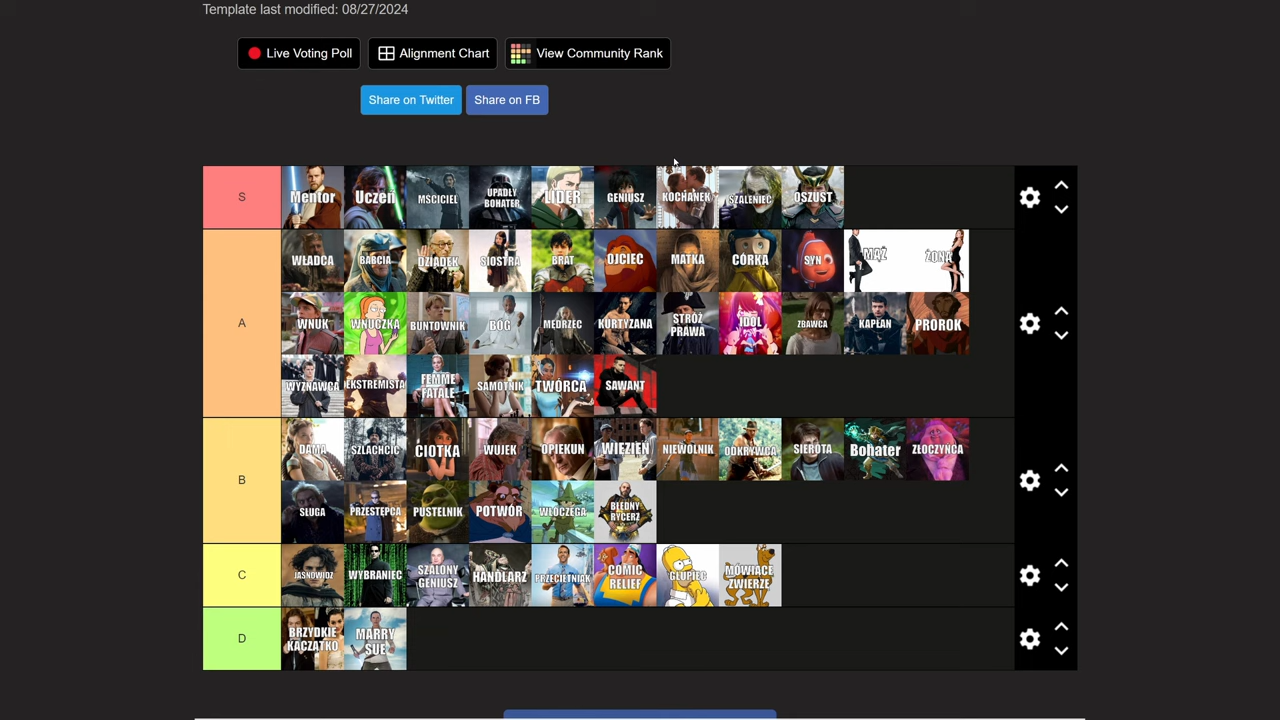 Template last modified: 08/27/2024
Live Voting Poll
Alignment Chart
View Community Rank
Share on Twitter
Share on FB
S
Mentor
Uczeń
MŚCICIEL
UPADŁY
BOHATER
LIDER
GENIUSZ
KOCHANEK
SZALENIEC
OSZUST
A
WŁADCA
BABCIA
DZIADEK
SIOSTRA
BRAT
OJCIEC
MATKA
CÓRKA
SYN
MĄŻ
ŻONA
WNUK
WNUCZKA
BUNTOWNIK
BÓG
MĘDRZEC
KURTYZANA
STRÓŻ
PRAWA
IDOL
ZBAWCA
KAPŁAN
PROROK
WYZNAWCA
EKSTREMISTA
FEMME
FATALE
SAMOTNIK
TWÓRCA
SAWANT
B
DAMA
SZLACHCIC
CIOTKA
WUJEK
OPIEKUN
WIĘZIEŃ
NIEWOLNIK
ODKRYWCA
SIEROTA
Bohater
ZŁOCZYŃCA
SŁUGA
PRZESTĘPCA
PUSTELNIK
POTWÓR
WŁÓCZĘGA
BŁĘDNY
RYCERZ
C
JASNOWIDZ
WYBRANIEC
SZALONY
GENIUSZ
HANDLARZ
PRZECIĘTNIAK
COMIC
RELIEF
GŁUPIEC
MÓWIĄCE
ZWIERZE
D
BRZYDKIE
KACZĄTKO
MARRY
SUE